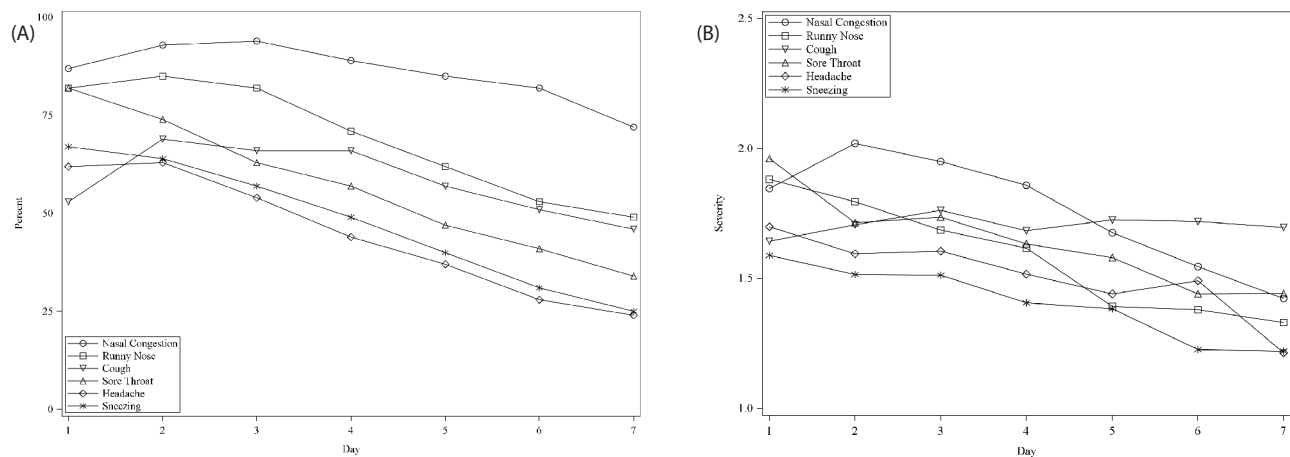 (A)
100
75
50
25
0
Percent
Nasal Congestion
Runny Nose
Cough
Sore Throat
Headache
Sneezing
1 2 3 4 5 6 7
Day
(B)
2.5
2.0
1.5
1.0
Severity
Nasal Congestion
Runny Nose
Cough
Sore Throat
Headache
Sneezing
1 2 3 4 5 6 7
Day